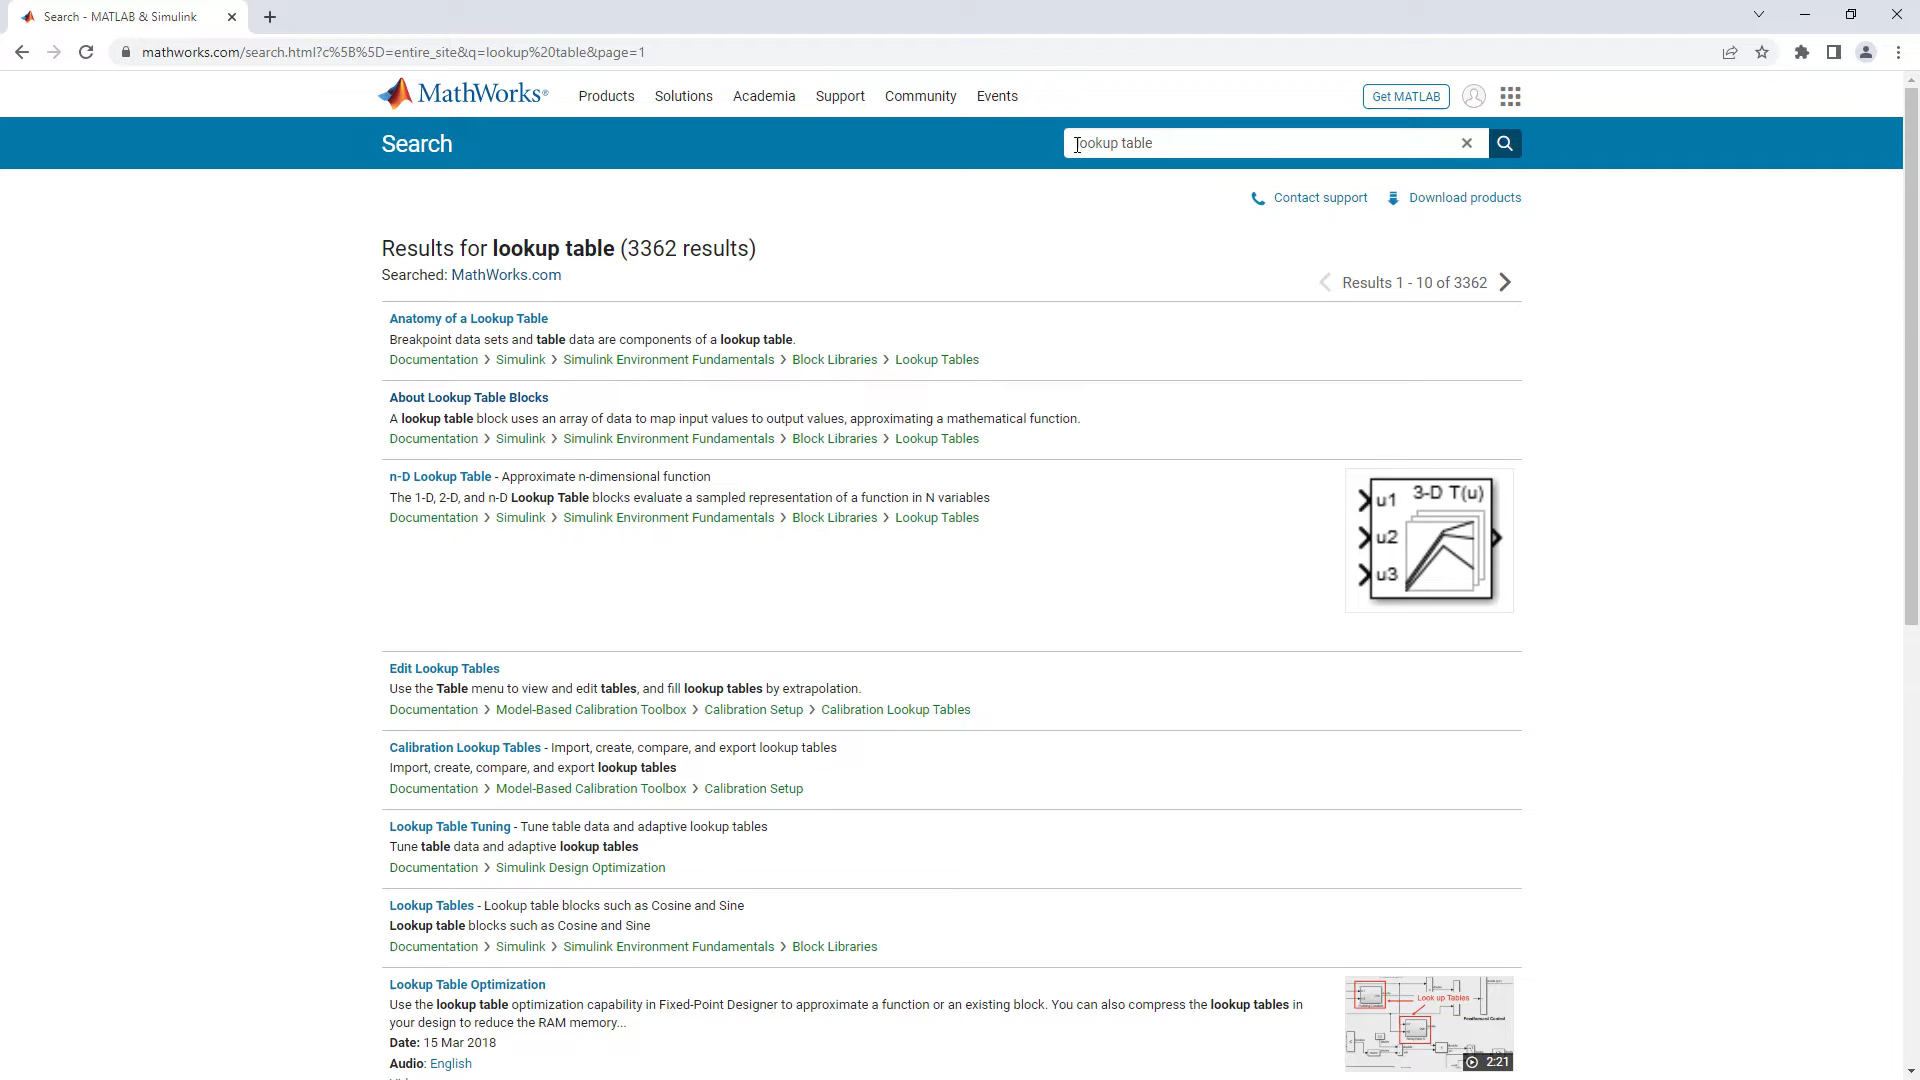 Search - MATLAB & Simulink
mathworks.com/search.html?c%5B%5D=entire_site&q=lookup%20table&page=1
MathWorks®
Products
Solutions
Academia
Support
Community
Events
Get MATLAB
Search
lookup table
Contact support
Download products
Results for lookup table (3362 results)
Searched: MathWorks.com
Results 1 - 10 of 3362
Anatomy of a Lookup Table
Breakpoint data sets and table data are components of a lookup table.
Documentation > Simulink > Simulink Environment Fundamentals > Block Libraries > Lookup Tables
About Lookup Table Blocks
A lookup table block uses an array of data to map input values to output values, approximating a mathematical function.
Documentation > Simulink > Simulink Environment Fundamentals > Block Libraries > Lookup Tables
n-D Lookup Table - Approximate n-dimensional function
The 1-D, 2-D, and n-D Lookup Table blocks evaluate a sampled representation of a function in N variables
Documentation > Simulink > Simulink Environment Fundamentals > Block Libraries > Lookup Tables
3-D T(u)
u1
u2
u3
Edit Lookup Tables
Use the Table menu to view and edit tables, and fill lookup tables by extrapolation.
Documentation > Model-Based Calibration Toolbox > Calibration Setup > Calibration Lookup Tables
Calibration Lookup Tables - Import, create, compare, and export lookup tables
Import, create, compare, and export lookup tables
Documentation > Model-Based Calibration Toolbox > Calibration Setup
Lookup Table Tuning - Tune table data and adaptive lookup tables
Tune table data and adaptive lookup tables
Documentation > Simulink Design Optimization
Lookup Tables - Lookup table blocks such as Cosine and Sine
Lookup table blocks such as Cosine and Sine
Documentation > Simulink > Simulink Environment Fundamentals > Block Libraries
Lookup Table Optimization
Use the lookup table optimization capability in Fixed-Point Designer to approximate a function or an existing block. You can also compress the lookup tables in
your design to reduce the RAM memory...
Date: 15 Mar 2018
Audio: English
Look up Tables
Feedforward Control
2:21